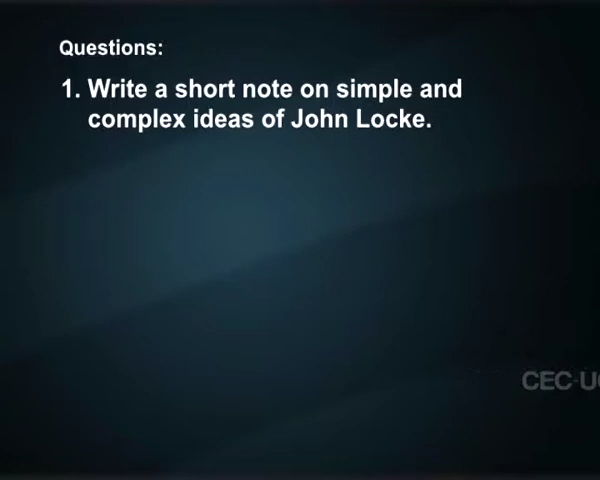 Questions:
1. Write a short note on simple and
complex ideas of John Locke.
CEC-U